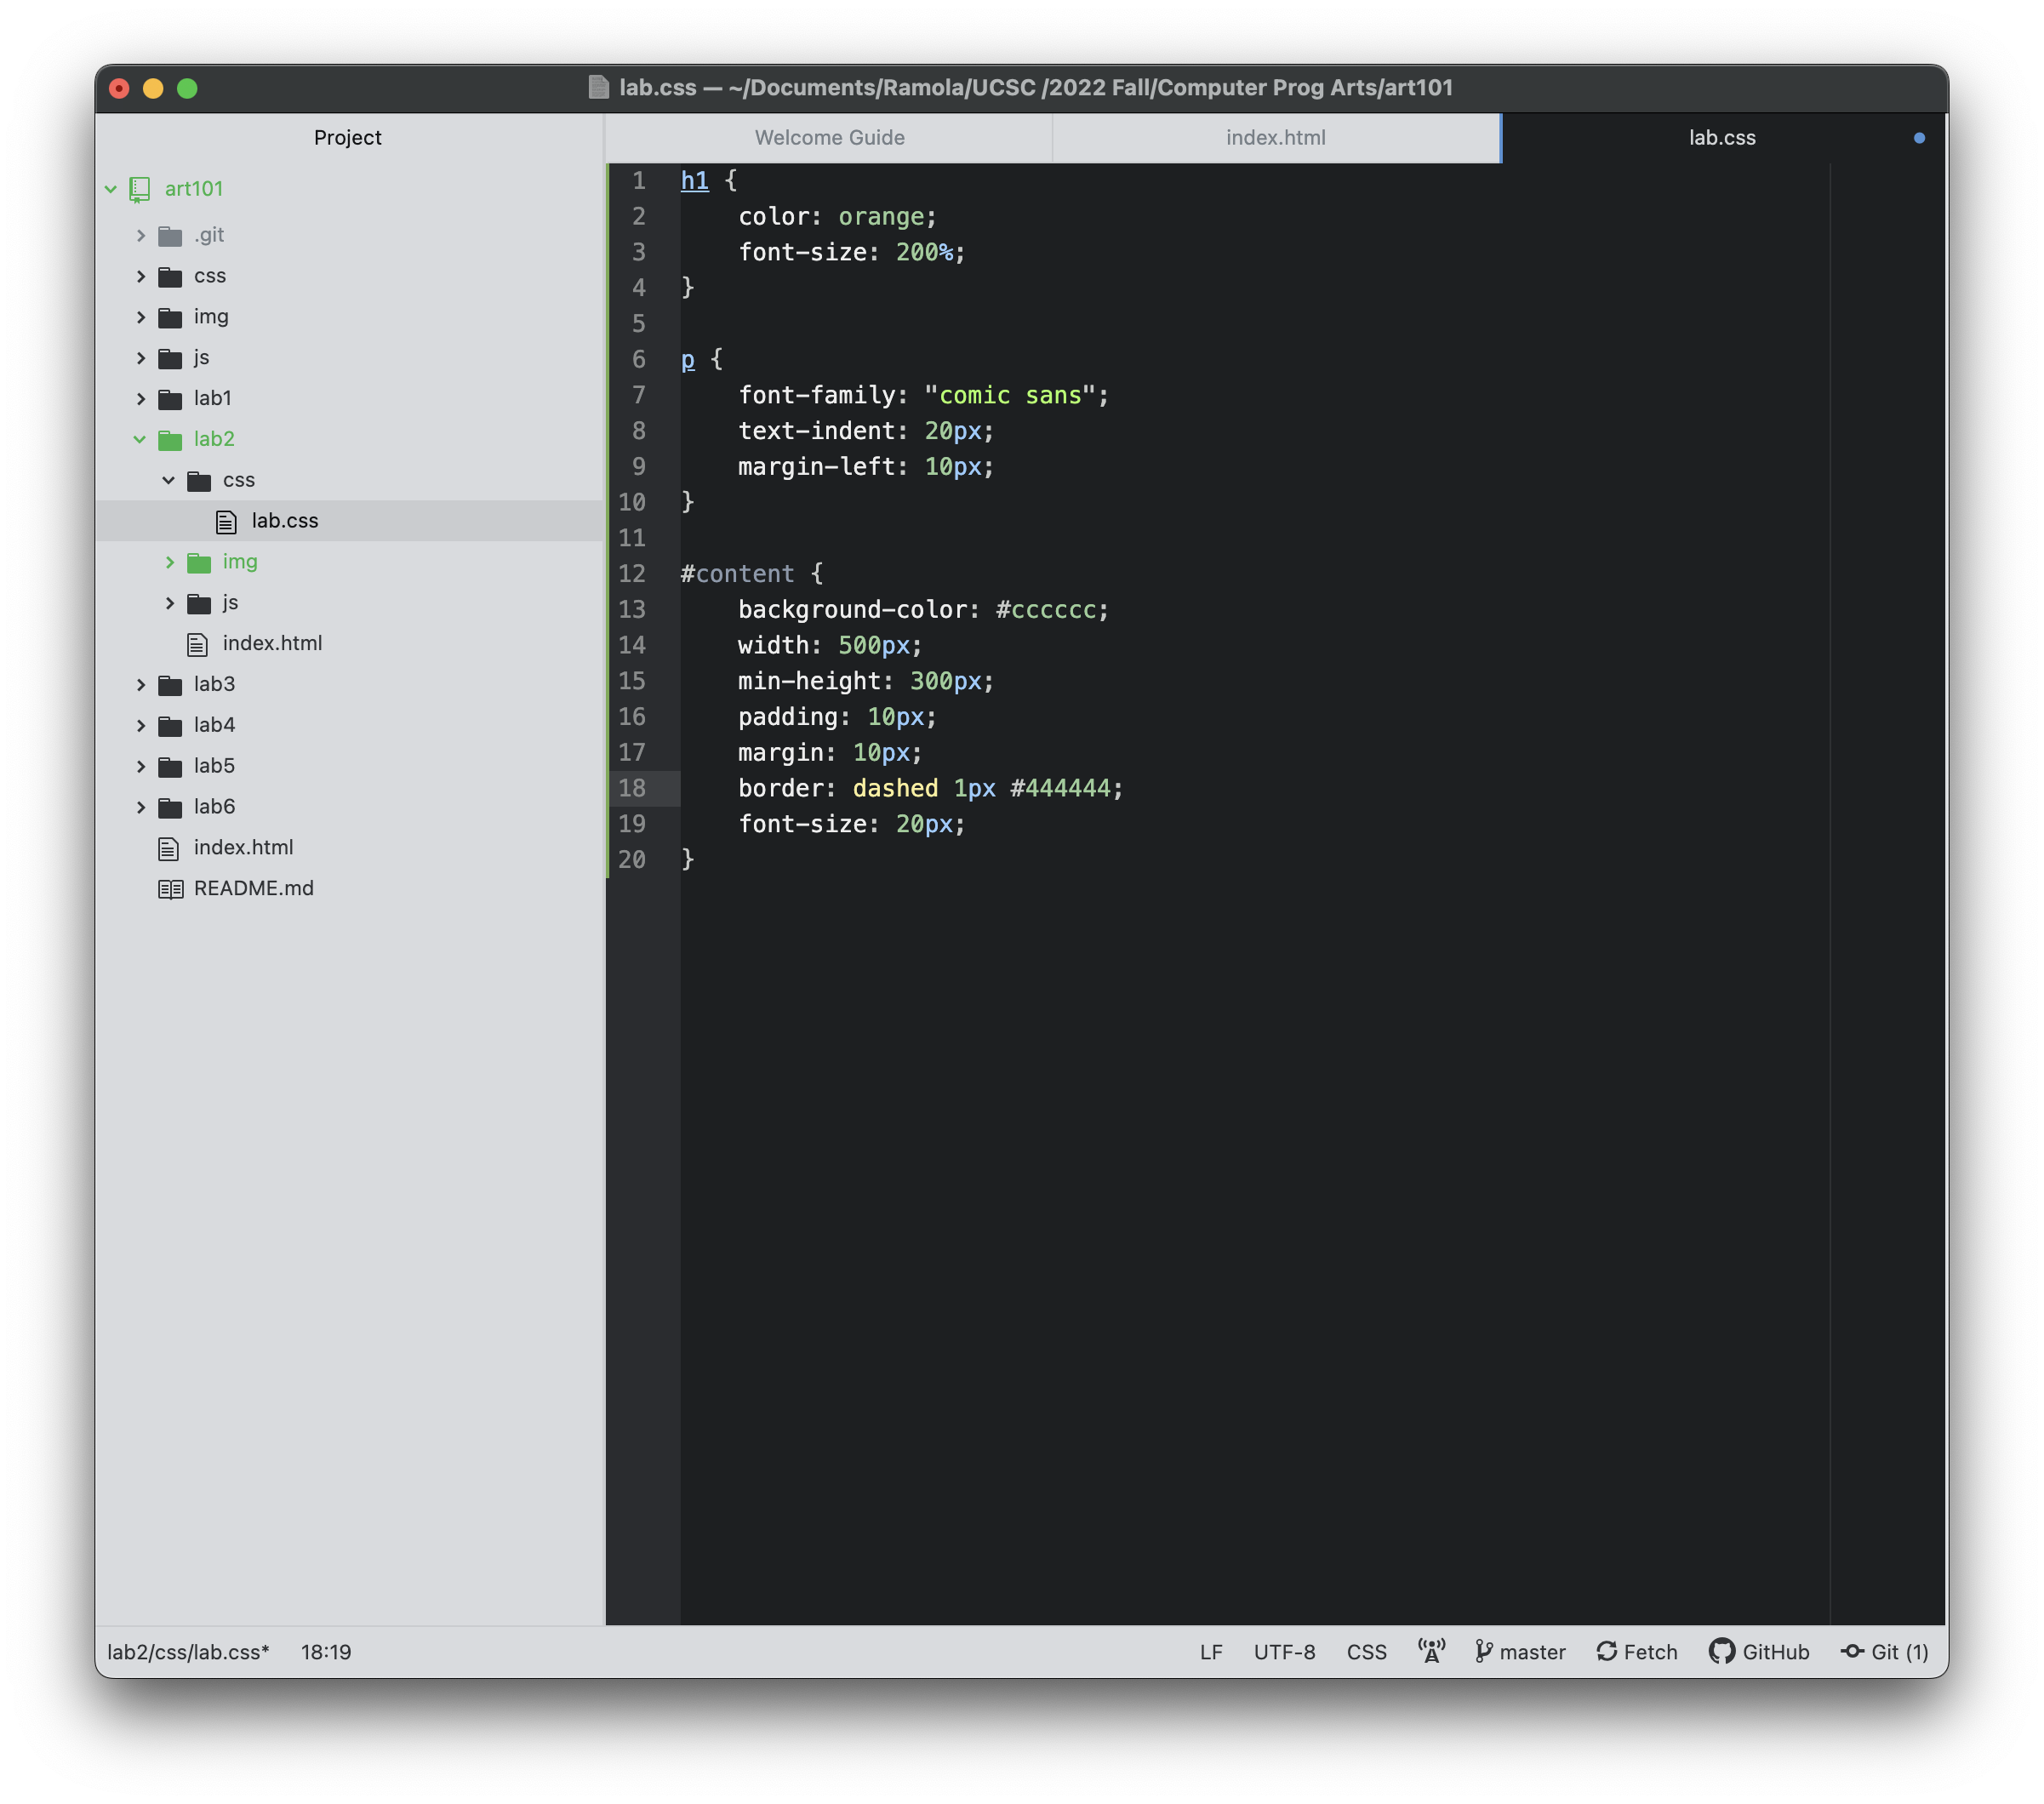 lab.css — ~/Documents/Ramola/UCSC /2022 Fall/Computer Prog Arts/art101
Project
art101
.git
css
img
js
lab1
lab2
css
lab.css
img
js
index.html
lab3
lab4
lab5
lab6
index.html
README.md
Welcome Guide
index.html
lab.css
1 h1 {
2     color: orange;
3     font-size: 200%;
4 }
5
6 p {
7     font-family: "comic sans";
8     text-indent: 20px;
9     margin-left: 10px;
10 }
11
12 #content {
13     background-color: #cccccc;
14     width: 500px;
15     min-height: 300px;
16     padding: 10px;
17     margin: 10px;
18     border: dashed 1px #444444;
19     font-size: 20px;
20 }
lab2/css/lab.css* 18:19 LF UTF-8 CSS master Fetch GitHub Git (1)